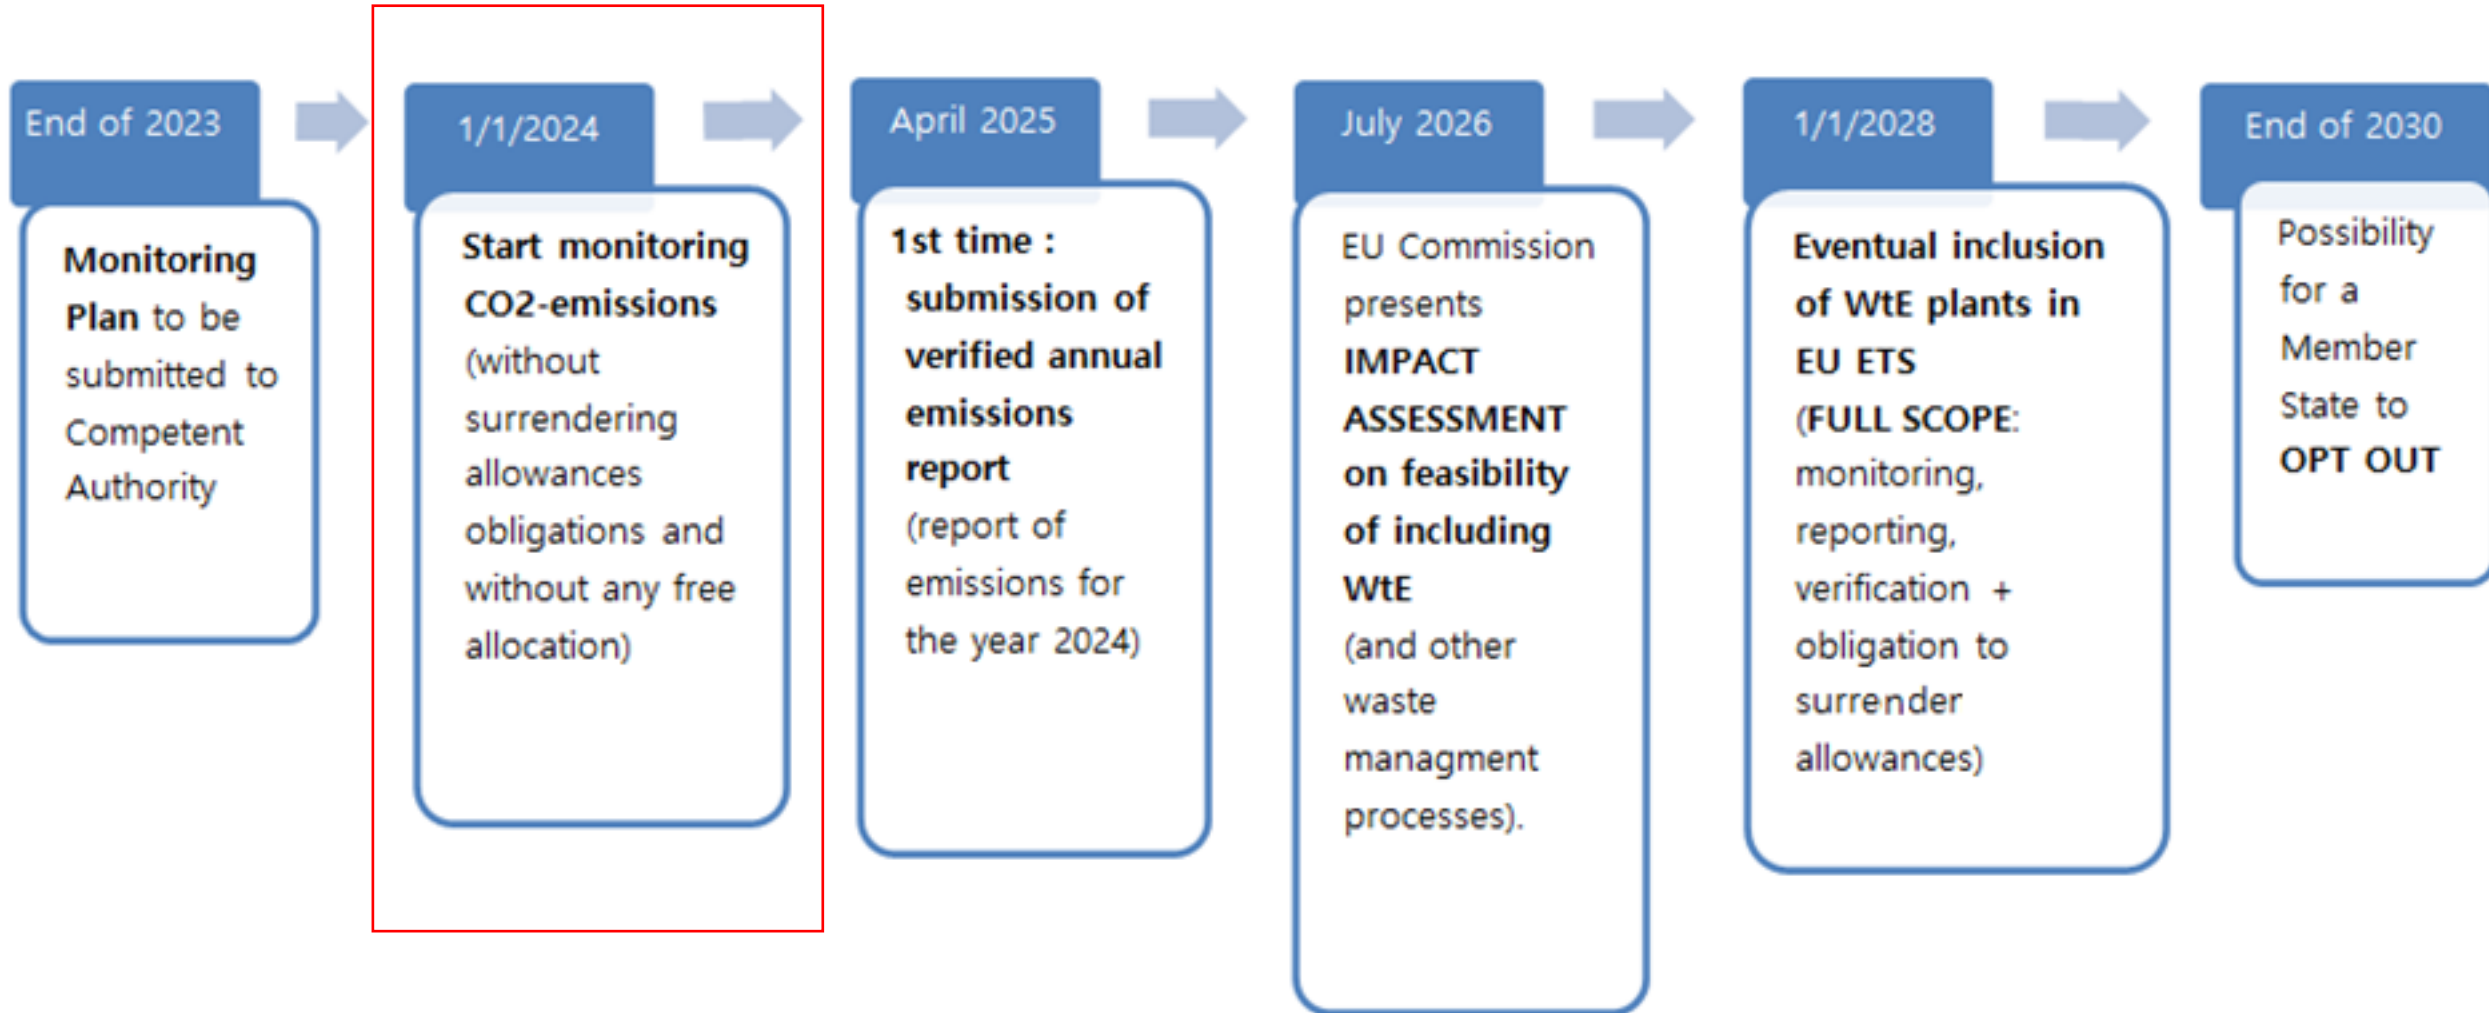 End of 2023
Monitoring
Plan to be
submitted to
Competent
Authority
1/1/2024
Start monitoring
CO2-emissions
(without
surrendering
allowances
obligations and
without any free
allocation)
April 2025
1st time :
submission of
verified annual
emissions
report
(report of
emissions for
the year 2024)
July 2026
EU Commission
presents
IMPACT
ASSESSMENT
on feasibility
of including
WtE
(and other
waste
managment
processes).
1/1/2028
Eventual inclusion
of WtE plants in
EU ETS
(FULL SCOPE:
monitoring,
reporting,
verification +
obligation to
surrender
allowances)
End of 2030
Possibility
for a
Member
State to
OPT OUT